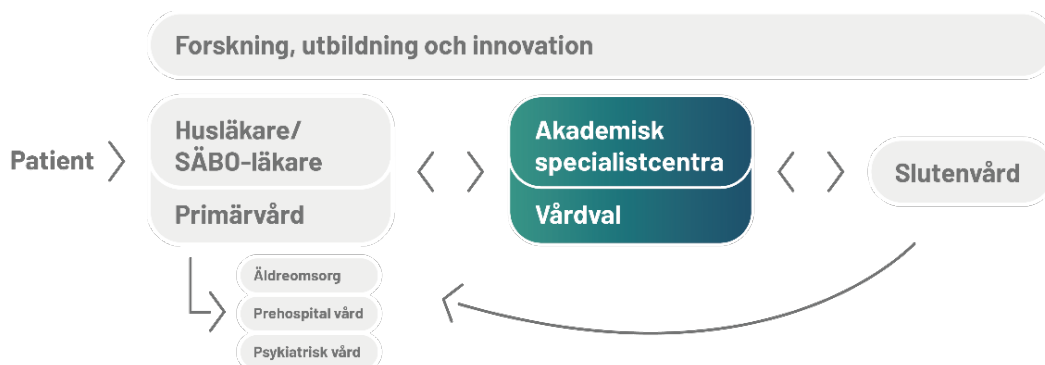 Forskning, utbildning och innovation
Patient
Husläkare/
SÄBO-läkare
Primärvård
Akademisk
specialistcentra
Vårdval
Slutenvård
Äldreomsorg
Prehospital vård
Psykiatrisk vård